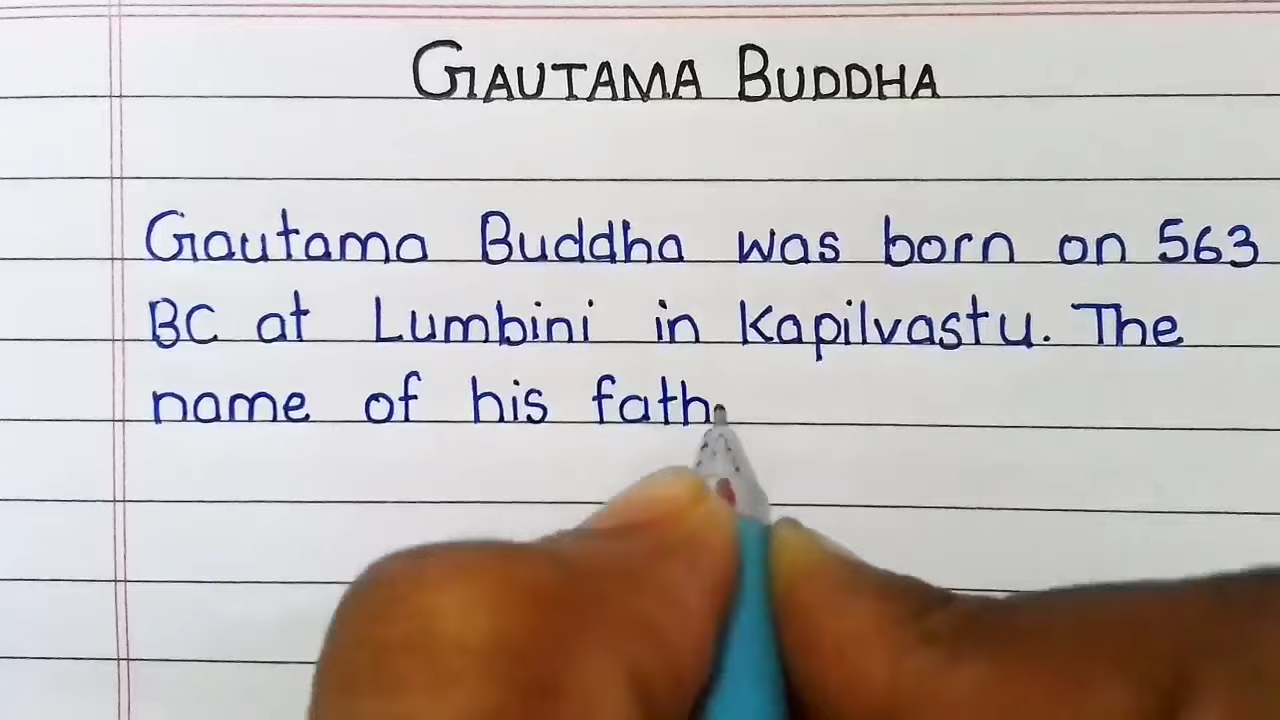 GAUTAMA BUDDHA
Gautama Buddha was born on 563
BC at Lumbini in Kapilvastu. The
name of his fath